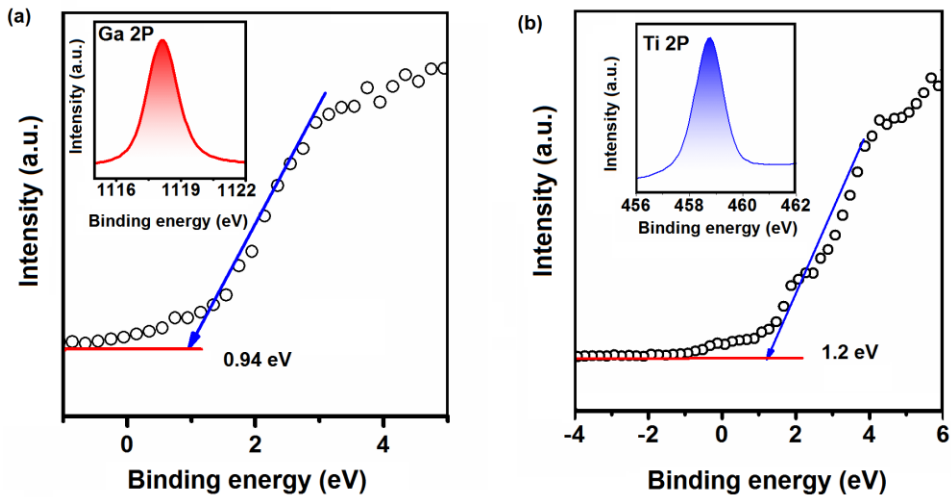 (a)
Ga 2P
Intensity (a.u.)
1116 1119 1122
Binding energy (eV)
Intensity (a.u.)
0.94 eV
0 2 4
Binding energy (eV)
(b)
Ti 2P
Intensity (a.u.)
456 458 460 462
Binding energy (eV)
Intensity (a.u.)
1.2 eV
-4 -2 0 2 4 6
Binding energy (eV)